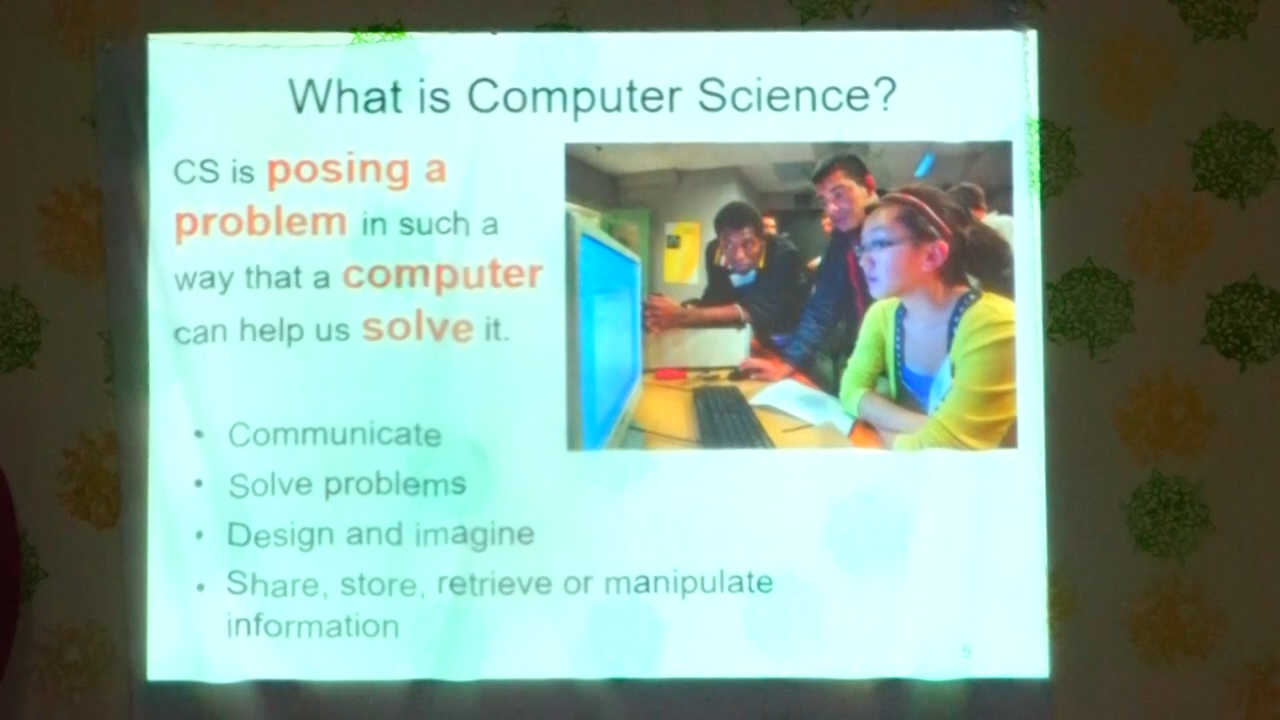 What is Computer Science?
CS is posing a
problem in such a
way that a computer
can help us solve it.
• Communicate
• Solve problems
• Design and imagine
• Share, store, retrieve or manipulate
information
5